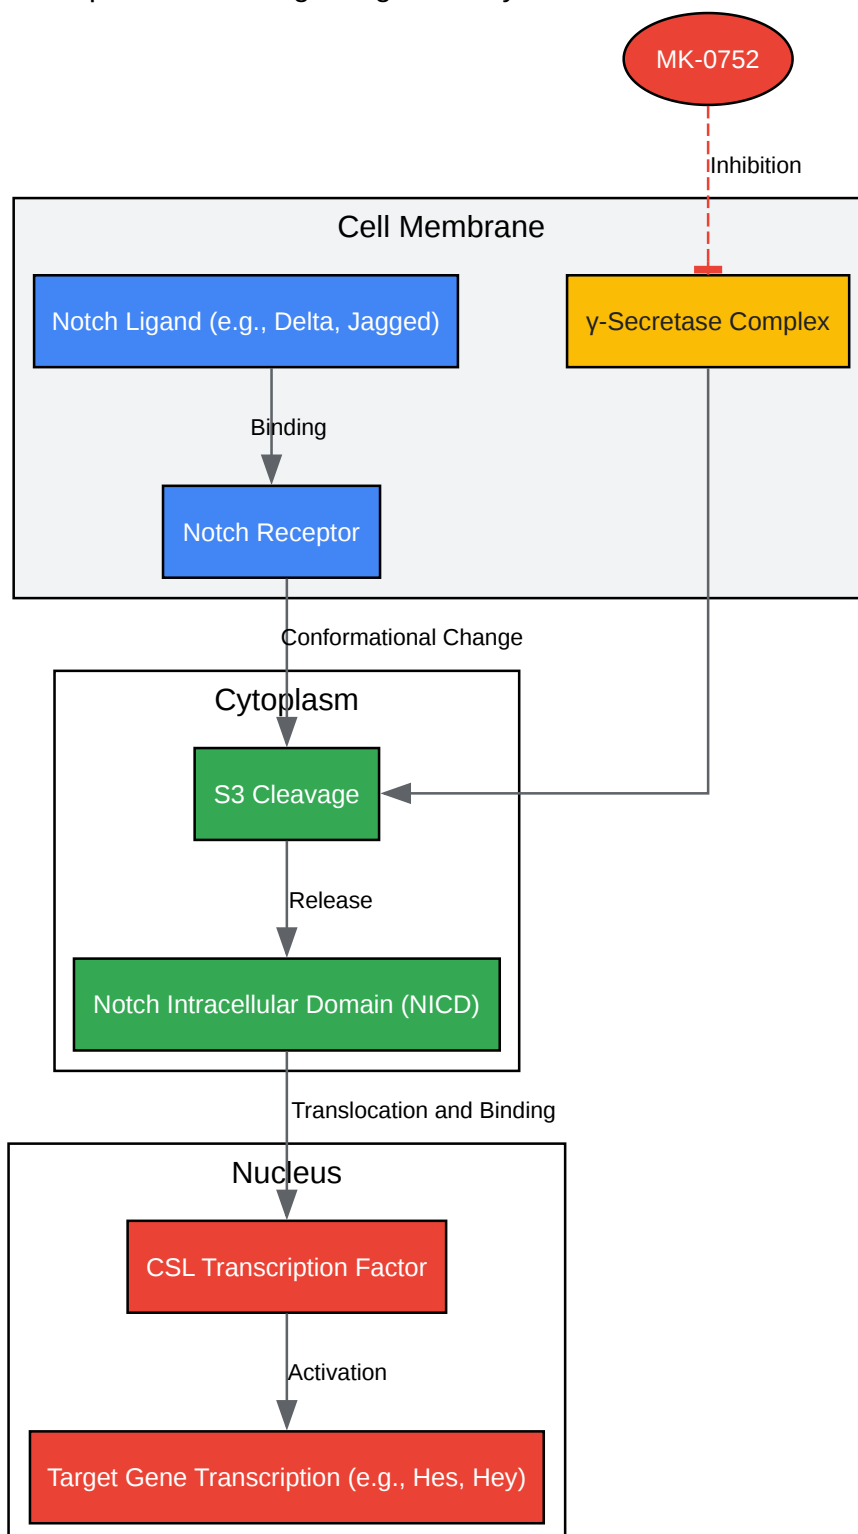 MK-0752
Inhibition
Cell Membrane
Notch Ligand (e.g., Delta, Jagged)
γ-Secretase Complex
Binding
Notch Receptor
Conformational Change
Cytoplasm
S3 Cleavage
Release
Notch Intracellular Domain (NICD)
Translocation and Binding
Nucleus
CSL Transcription Factor
Activation
Target Gene Transcription (e.g., Hes, Hey)